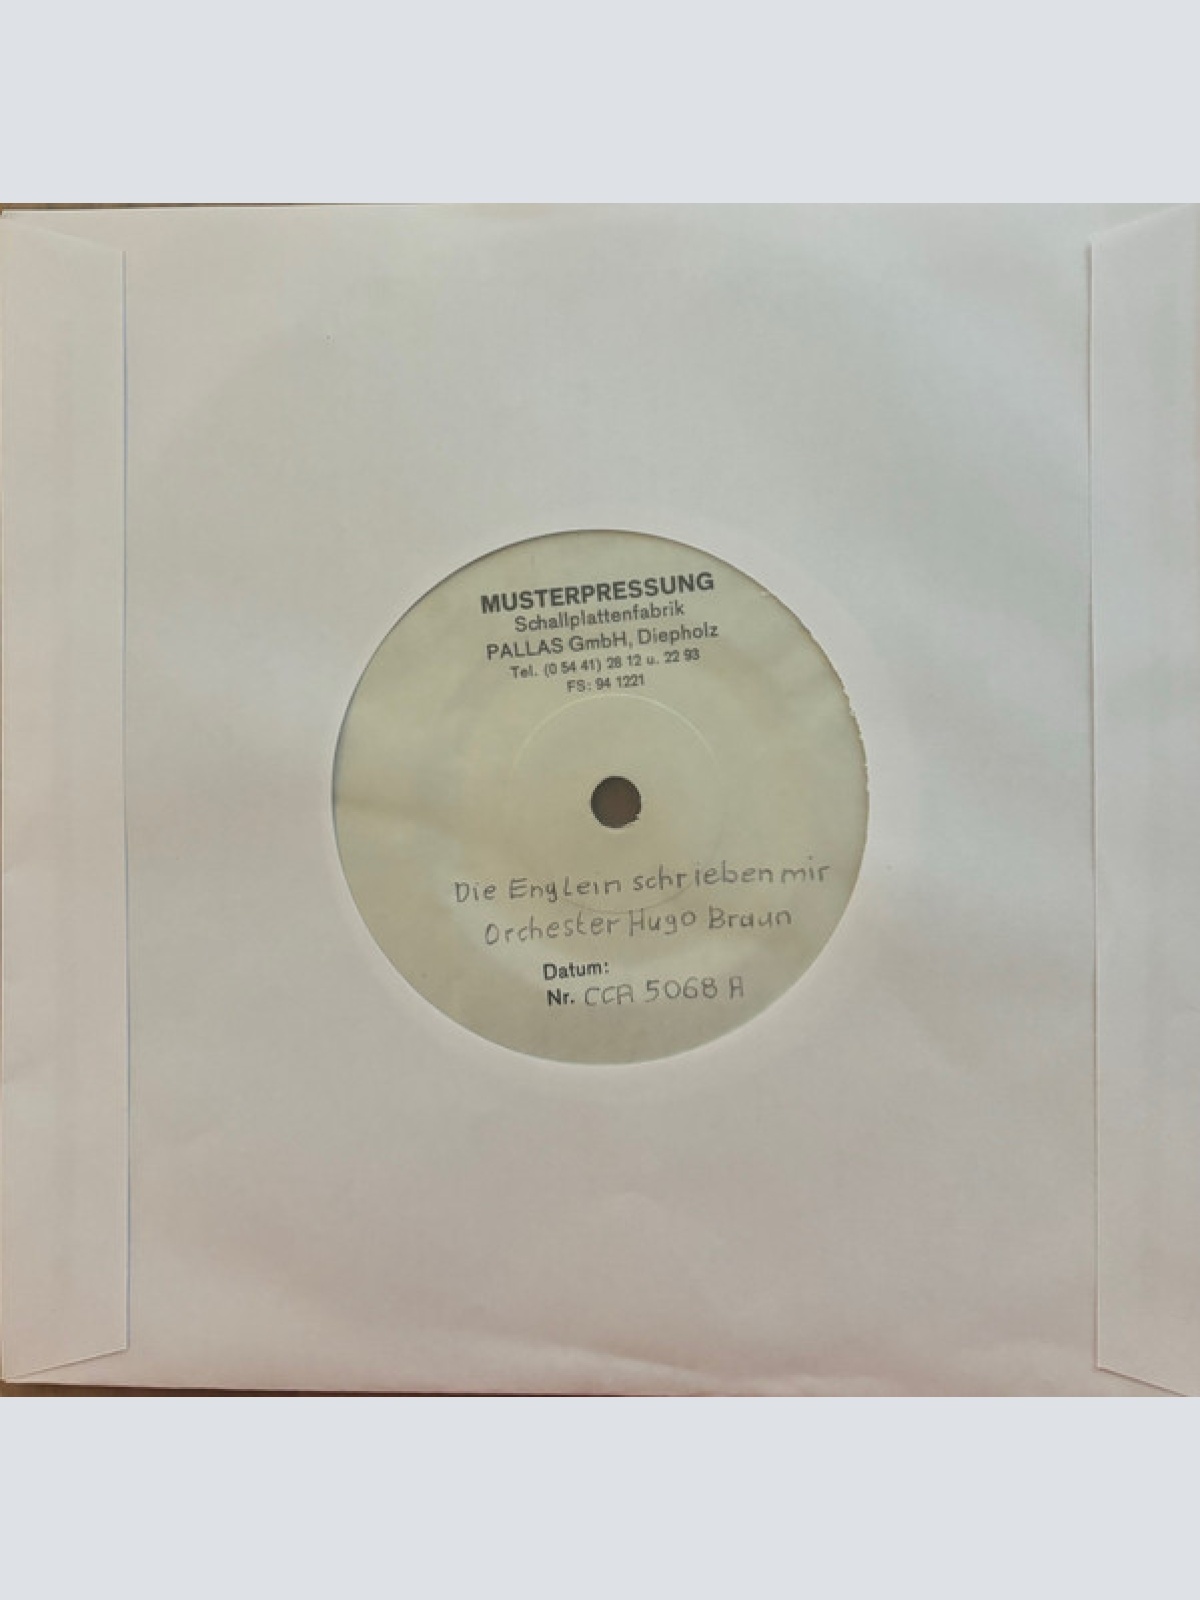 MUSTERPRESSUNG
Schallplattenfabrik
PALLAS GmbH, Diepholz
Tel. (0 54 41) 28 12 u. 22 93
FS: 94 1221
Die Englein schrieben mir
Orchester Hugo Braun
Datum:
Nr. CCA 5068 A